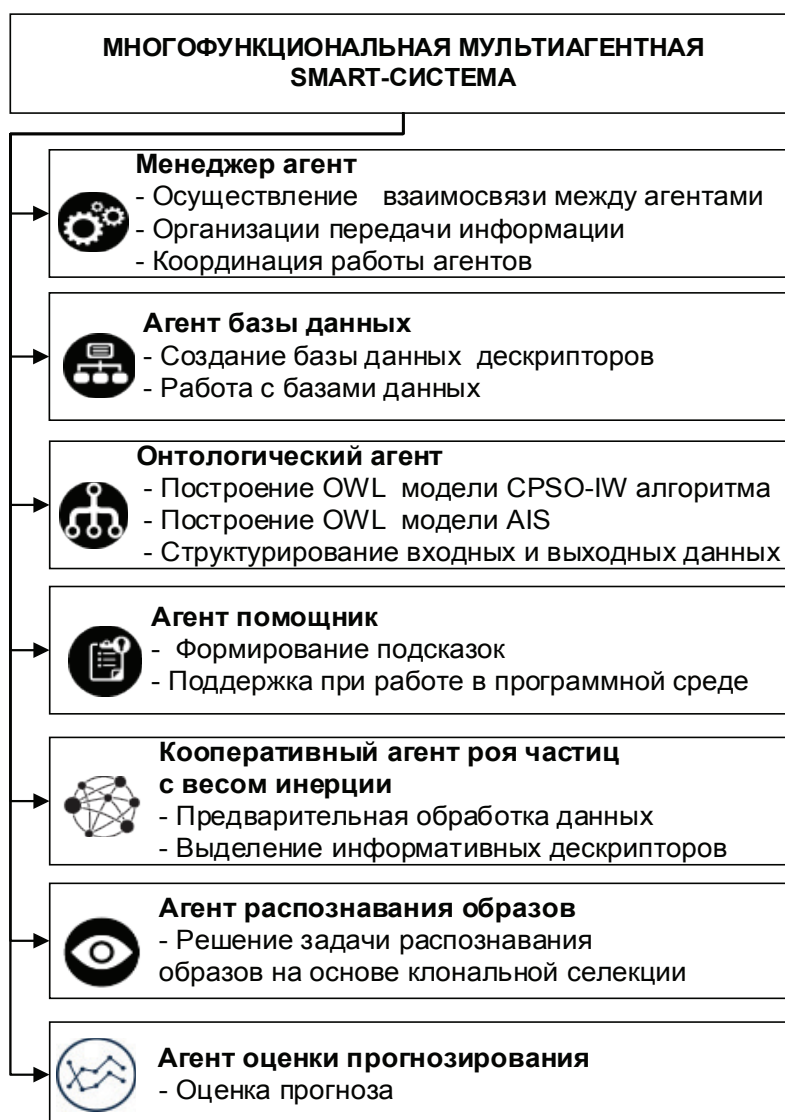 МНОГОФУНКЦИОНАЛЬНАЯ МУЛЬТИАГЕНТНАЯ
SMART-СИСТЕМА
Менеджер агент
- Осуществление взаимосвязи между агентами
- Организации передачи информации
- Координация работы агентов
Агент базы данных
- Создание базы данных дескрипторов
- Работа с базами данных
Онтологический агент
- Построение OWL модели CPSO-IW алгоритма
- Построение OWL модели AIS
- Структурирование входных и выходных данных
Агент помощник
- Формирование подсказок
- Поддержка при работе в программной среде
Кооперативный агент роя частиц
с весом инерции
- Предварительная обработка данных
- Выделение информативных дескрипторов
Агент распознавания образов
- Решение задачи распознавания
образов на основе клональной селекции
Агент оценки прогнозирования
- Оценка прогноза